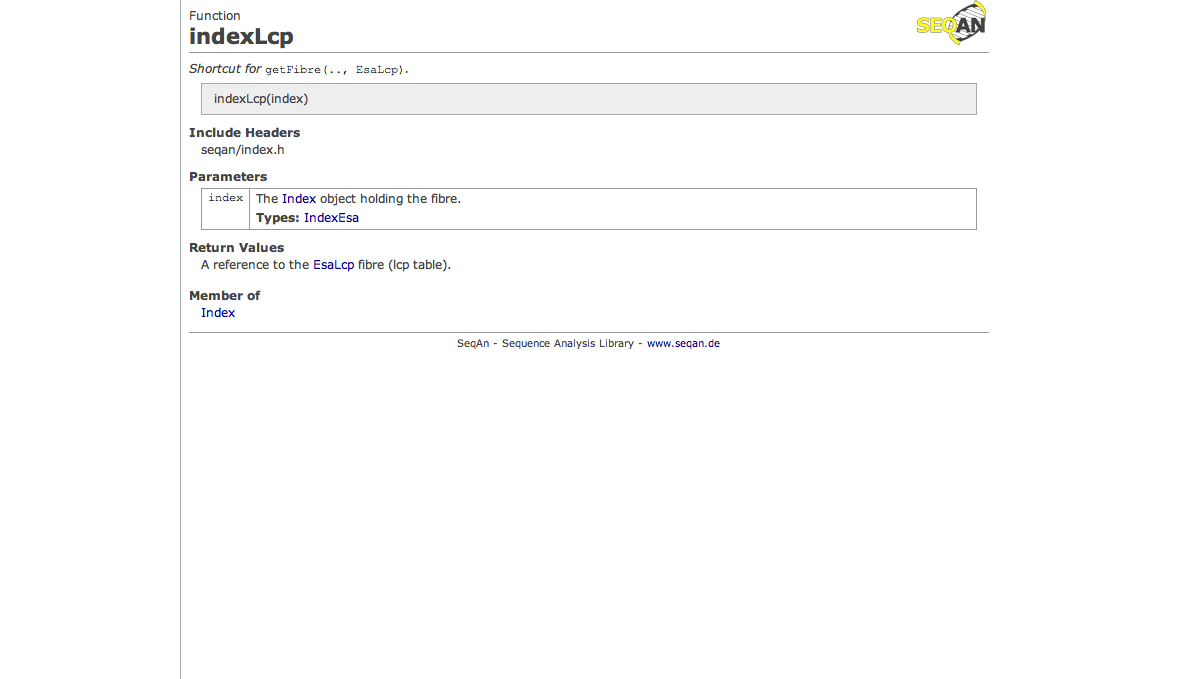 Function
indexLcp
SEQAN
Shortcut for getFibre(.., EsaLcp).
indexLcp(index)
Include Headers
seqan/index.h
Parameters
index The Index object holding the fibre.
Types: IndexEsa
Return Values
A reference to the EsaLcp fibre (lcp table).
Member of
Index
SeqAn - Sequence Analysis Library - www.seqan.de